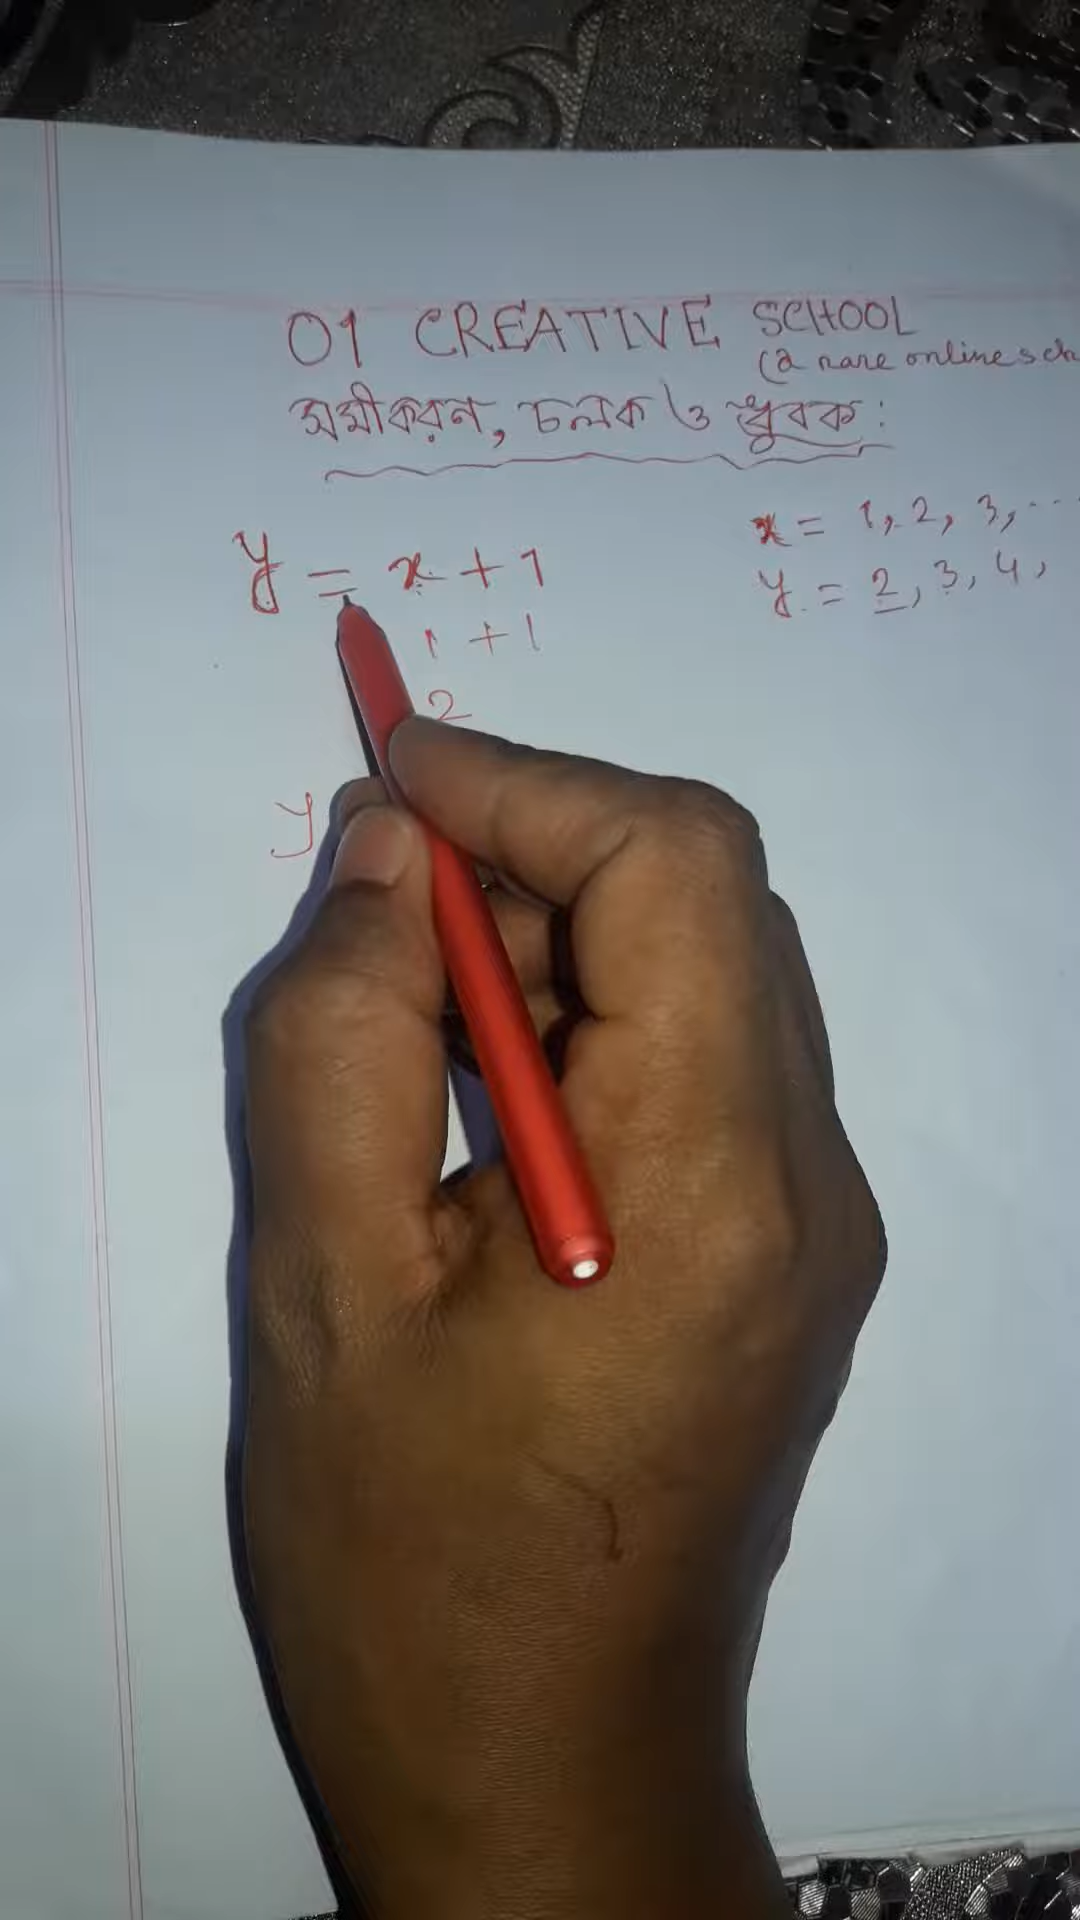 01 CREATIVE SCHOOL
(a rare online sch
সমীকরণ, চলক ও ধ্রুবক :
x = 1, 2, 3, ...
y = x + 1
y = 2, 3, 4,
1 + 1
2
y